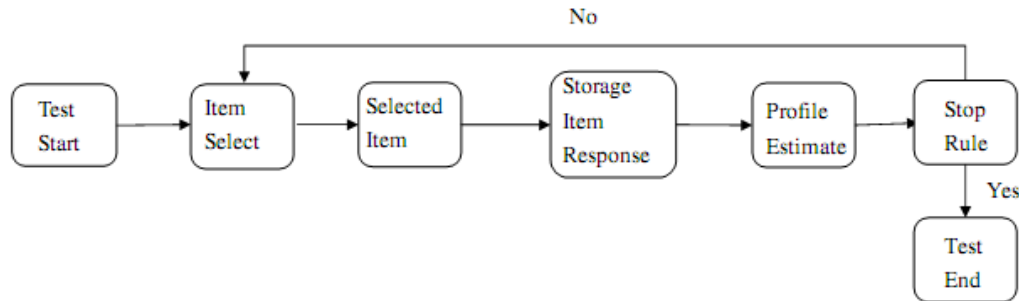 No
Test
Start
Item
Select
Selected
Item
Storage
Item
Response
Profile
Estimate
Stop
Rule
Yes
Test
End